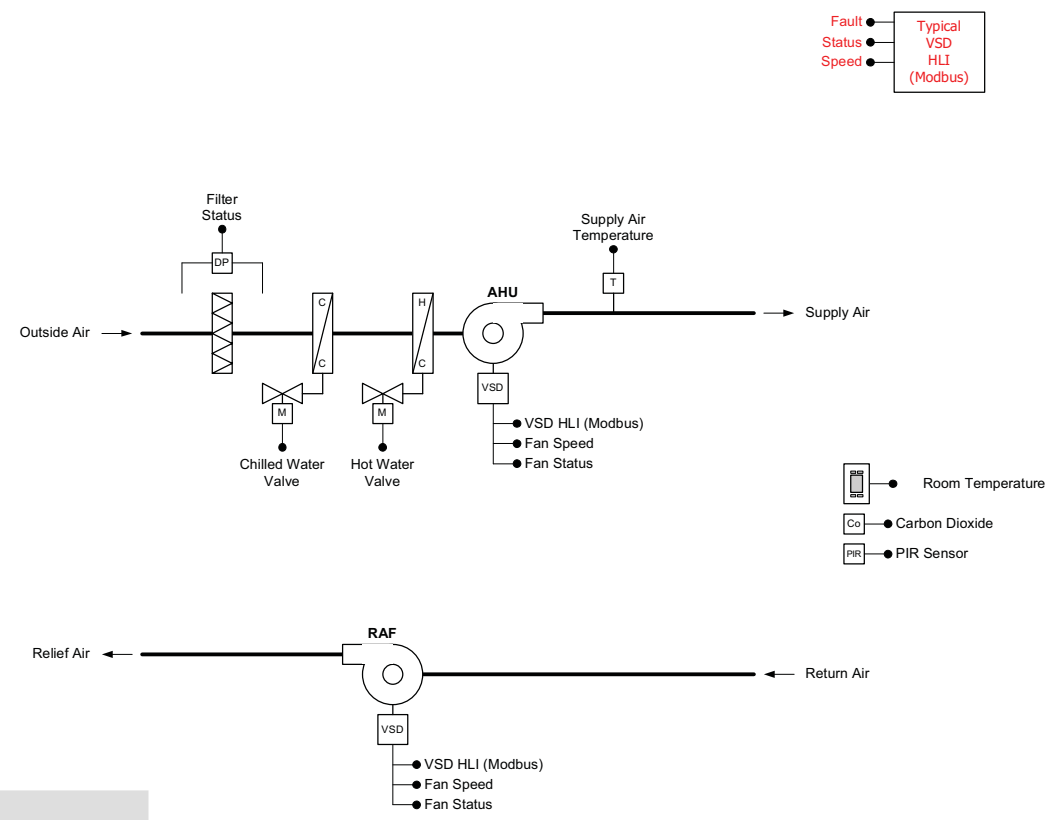 Fault
Status
Speed
Typical
VSD
HLI
(Modbus)
Filter
Status
DP
Supply Air
Temperature
T
Outside Air
C
C
H
C
AHU
Supply Air
M
M
VSD
Chilled Water
Valve
Hot Water
Valve
VSD HLI (Modbus)
Fan Speed
Fan Status
Room Temperature
Co
Carbon Dioxide
PIR
PIR Sensor
RAF
Relief Air
Return Air
VSD
VSD HLI (Modbus)
Fan Speed
Fan Status